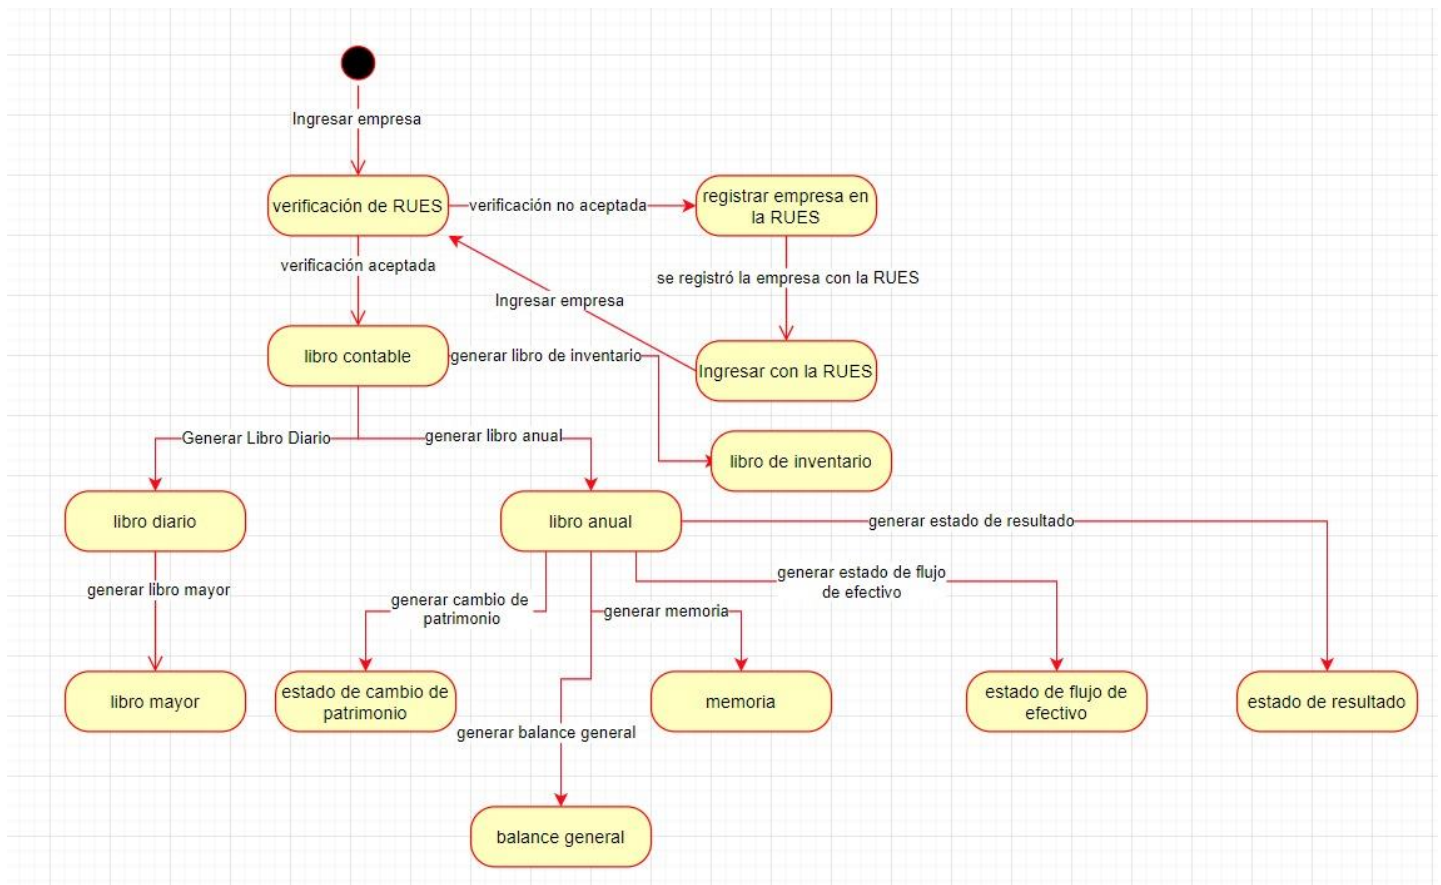 Ingresar empresa
verificación de RUES
verificación no aceptada
registrar empresa en
la RUES
verificación aceptada
se registró la empresa con la RUES
Ingresar empresa
libro contable
generar libro de inventario
Ingresar con la RUES
Generar Libro Diario
generar libro anual
libro de inventario
libro diario
libro anual
generar estado de resultado
generar libro mayor
generar cambio de
patrimonio
generar memoria
generar estado de flujo
de efectivo
libro mayor
estado de cambio de
patrimonio
memoria
estado de flujo de
efectivo
estado de resultado
generar balance general
balance general